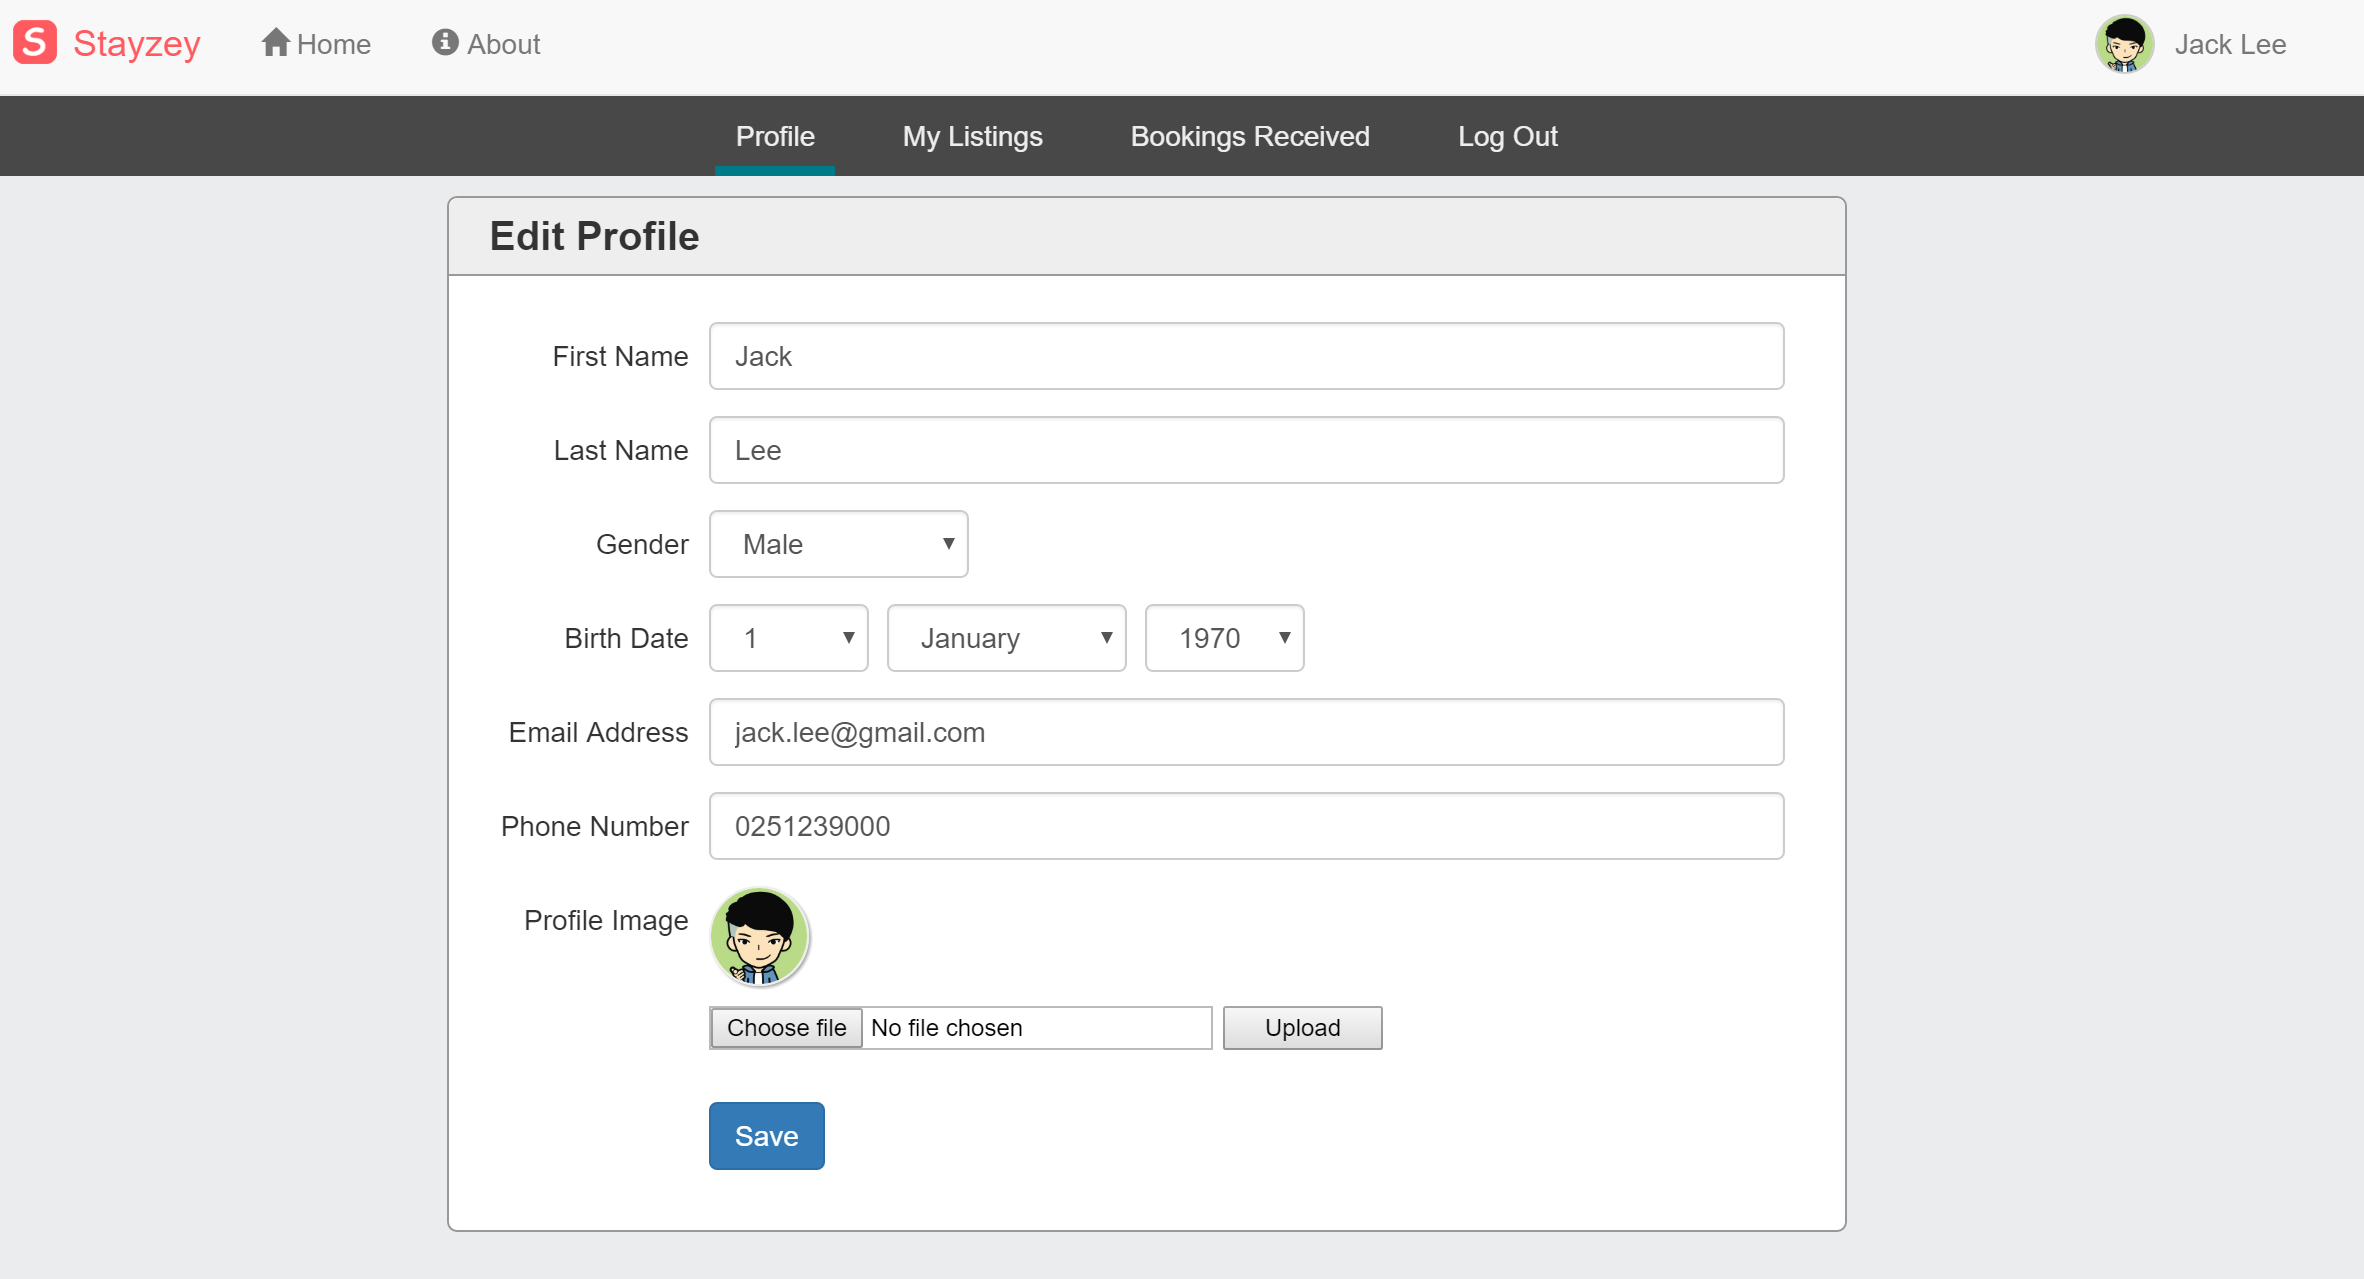 S Stayzey Home About Jack Lee
Profile My Listings Bookings Received Log Out
Edit Profile
First Name Jack
Last Name Lee
Gender Male
Birth Date 1 January 1970
Email Address jack.lee@gmail.com
Phone Number 0251239000
Profile Image
Choose file No file chosen Upload
Save